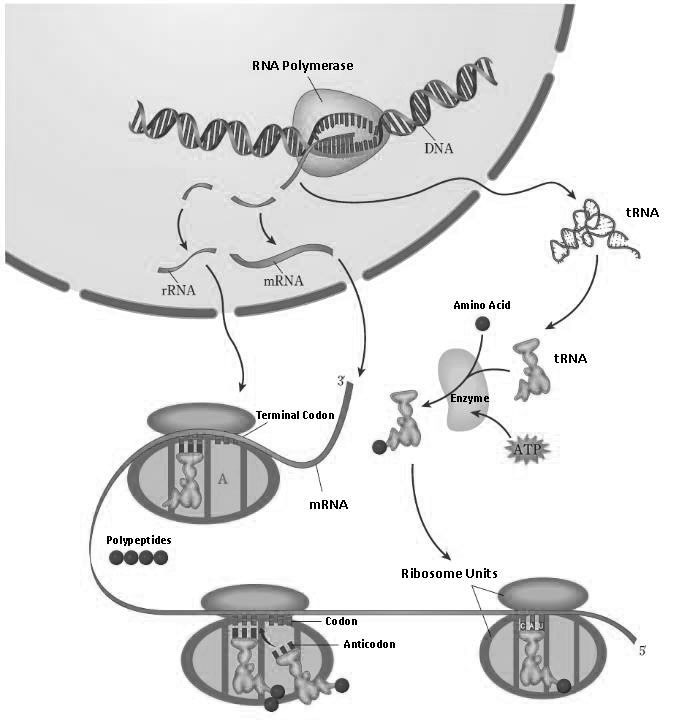 RNA Polymerase
DNA
tRNA
rRNA
mRNA
Amino Acid
tRNA
3'
Enzyme
Terminal Codon
ATP
A
mRNA
Polypeptides
Ribosome Units
Codon
C A U
Anticodon
5'